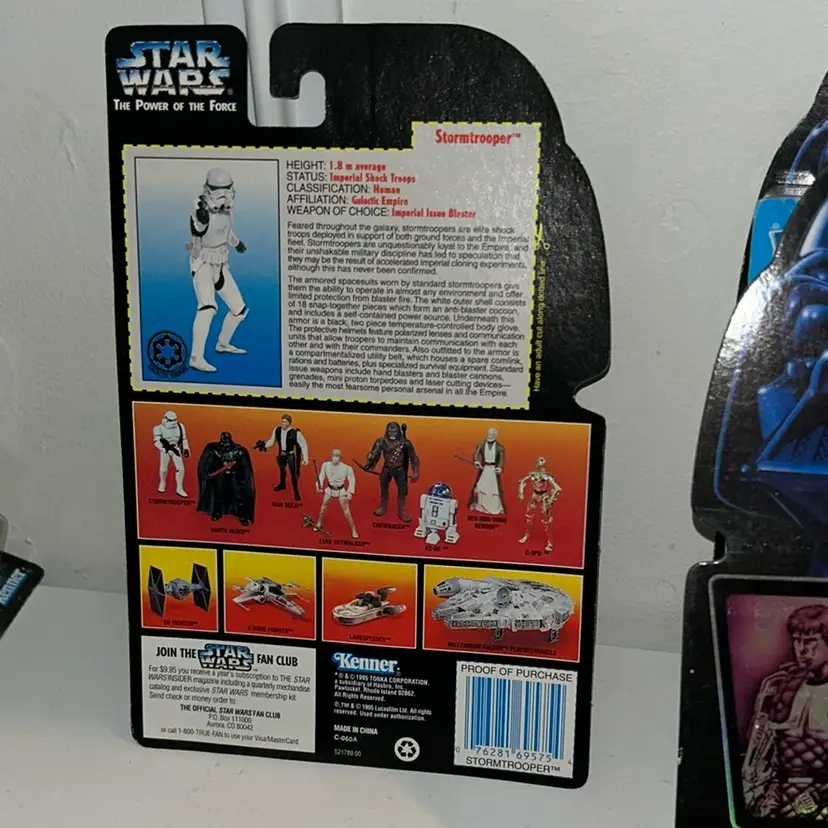 STAR
WARS
THE POWER OF THE FORCE
Stormtrooper™
HEIGHT: 1.8 m average
STATUS: Imperial Shock Troops
CLASSIFICATION: Human
AFFILIATION: Galactic Empire
WEAPON OF CHOICE: Imperial Issue Blaster
Feared throughout the galaxy, stormtroopers are elite shock
troops deployed in support of both ground forces and the Imperial
fleet. Stormtroopers are unquestionably loyal to the Empire, and
their unshakable military discipline has led to speculation that
they may be the result of accelerated Imperial cloning experiments,
although this has never been confirmed.
The armored spacesuits worn by standard stormtroopers give
them the ability to operate in almost any environment and offer
limited protection from blaster fire. The white outer shell consists
of 18 snap-together pieces which form an anti-blaster cocoon,
and includes a self-contained power source. Underneath this
armor is a black, two piece temperature-controlled body glove.
The protective helmets feature polarized lenses and communication
units that allow troopers to maintain communication with each
other and with their commanders. Also outfitted to the armor is
a compartmentalized utility belt, which houses a spare comlink,
rations and batteries, plus specialized survival equipment. Standard
issue weapons include hand blasters and blaster cannons,
grenades, mini proton torpedoes and laser cutting devices—
easily the most fearsome personal arsenal in all the Empire.
Have an adult cut along dotted line
STORMTROOPER™
DARTH VADER™
HAN SOLO™
LUKE SKYWALKER™
CHEWBACCA™
R2-D2™
BEN (OBI-WAN)
KENOBI™
C-3PO™
TIE FIGHTER™
X-WING FIGHTER™
LANDSPEEDER™
MILLENNIUM FALCON™ PLAYSET/VEHICLE
JOIN THE STAR WARS FAN CLUB
For $9.95 you receive a year's subscription to THE STAR
WARS INSIDER magazine including a quarterly merchandise
catalog and exclusive STAR WARS membership kit
Send check or money order to:
THE OFFICIAL STAR WARS FAN CLUB
P.O. Box 111000
Aurora, CO 80042
or call 1-800-TRUE-FAN to use your Visa/MasterCard
Kenner®
® & © 1995 TONKA CORPORATION,
a subsidiary of Hasbro, Inc.
Pawtucket, Rhode Island 02862.
All Rights Reserved.
®,™ & © 1995 Lucasfilm Ltd. All rights
reserved. Used under authorization.
MADE IN CHINA
C-060A
521789.00
PROOF OF PURCHASE
0 76281 69575 4
STORMTROOPER™
Kenner